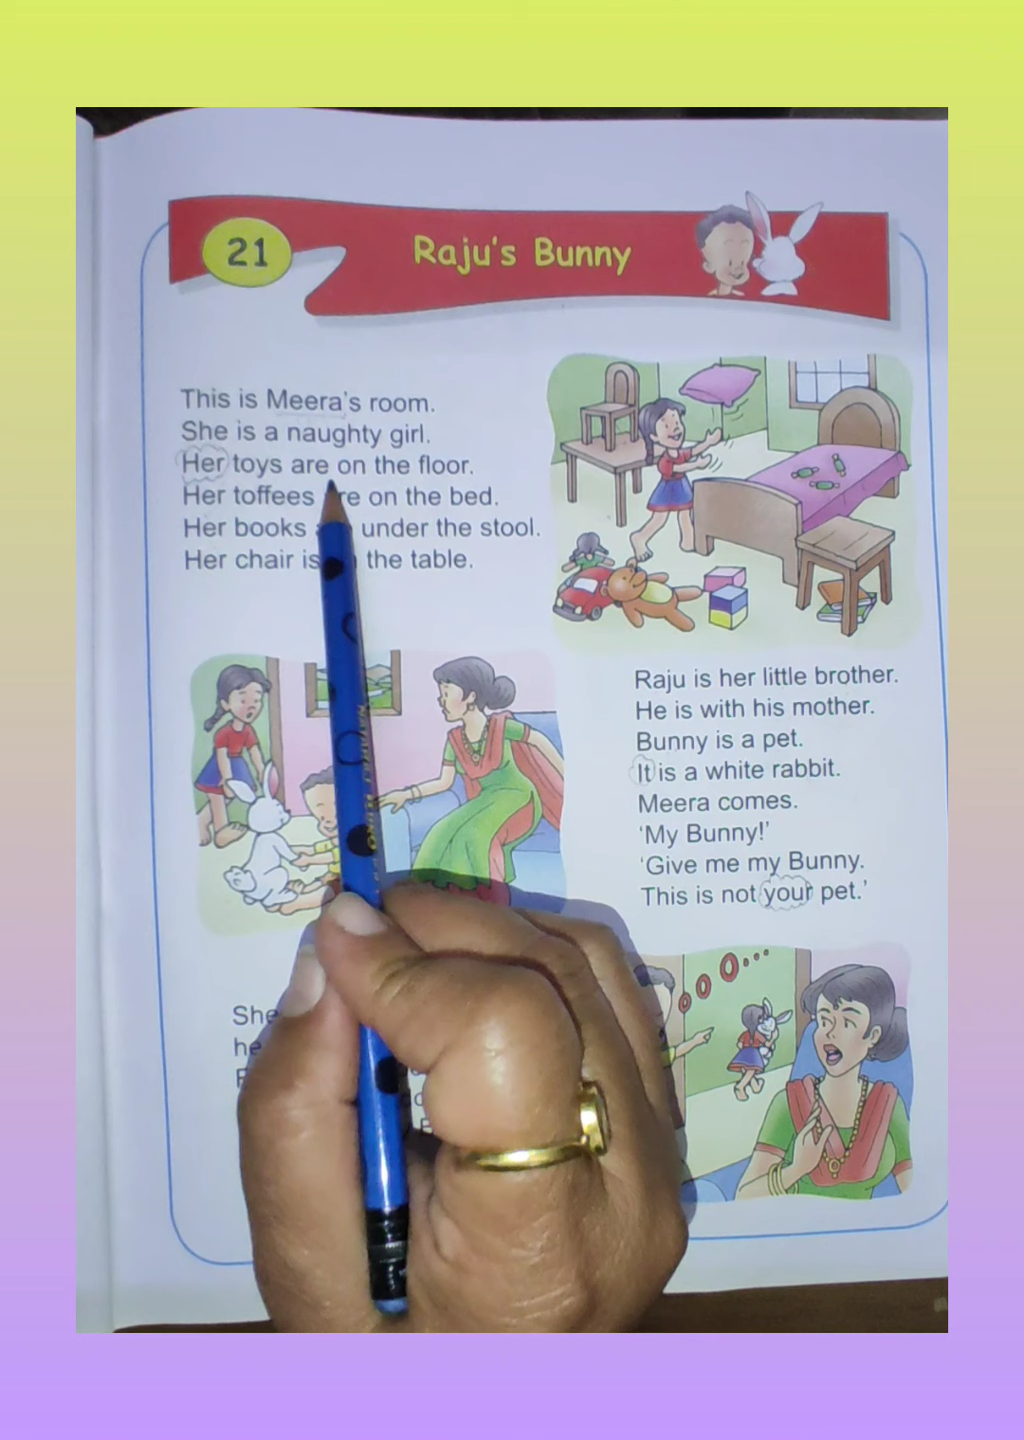 21
Raju's Bunny
This is Meera's room.
She is a naughty girl.
Her toys are on the floor.
Her toffees are on the bed.
Her books under the stool.
Her chair is the table.
Raju is her little brother.
He is with his mother.
Bunny is a pet.
It is a white rabbit.
Meera comes.
'My Bunny!'
'Give me my Bunny.
This is not your pet.'
She